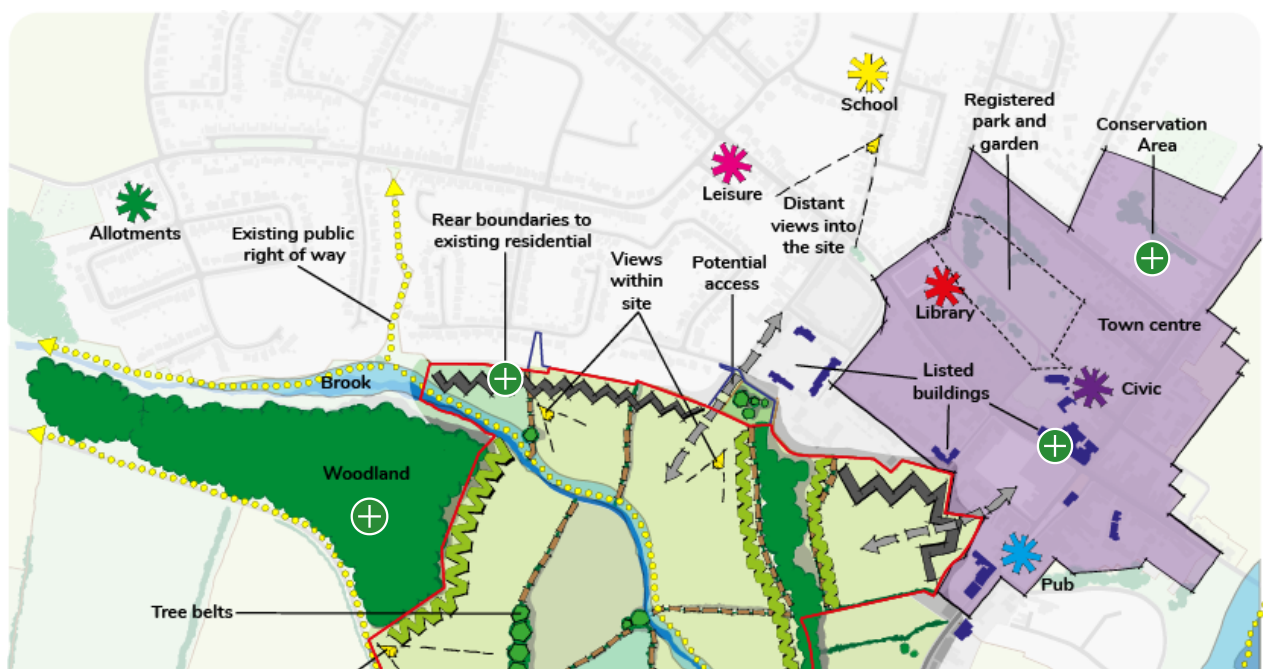 School
Registered
park and
garden
Conservation
Area
Leisure
Distant
views into
the site
Allotments
Existing public
right of way
Rear boundaries to
existing residential
Views
within
site
Potential
access
Library
Town centre
Brook
Listed
buildings
Civic
Woodland
Pub
Tree belts